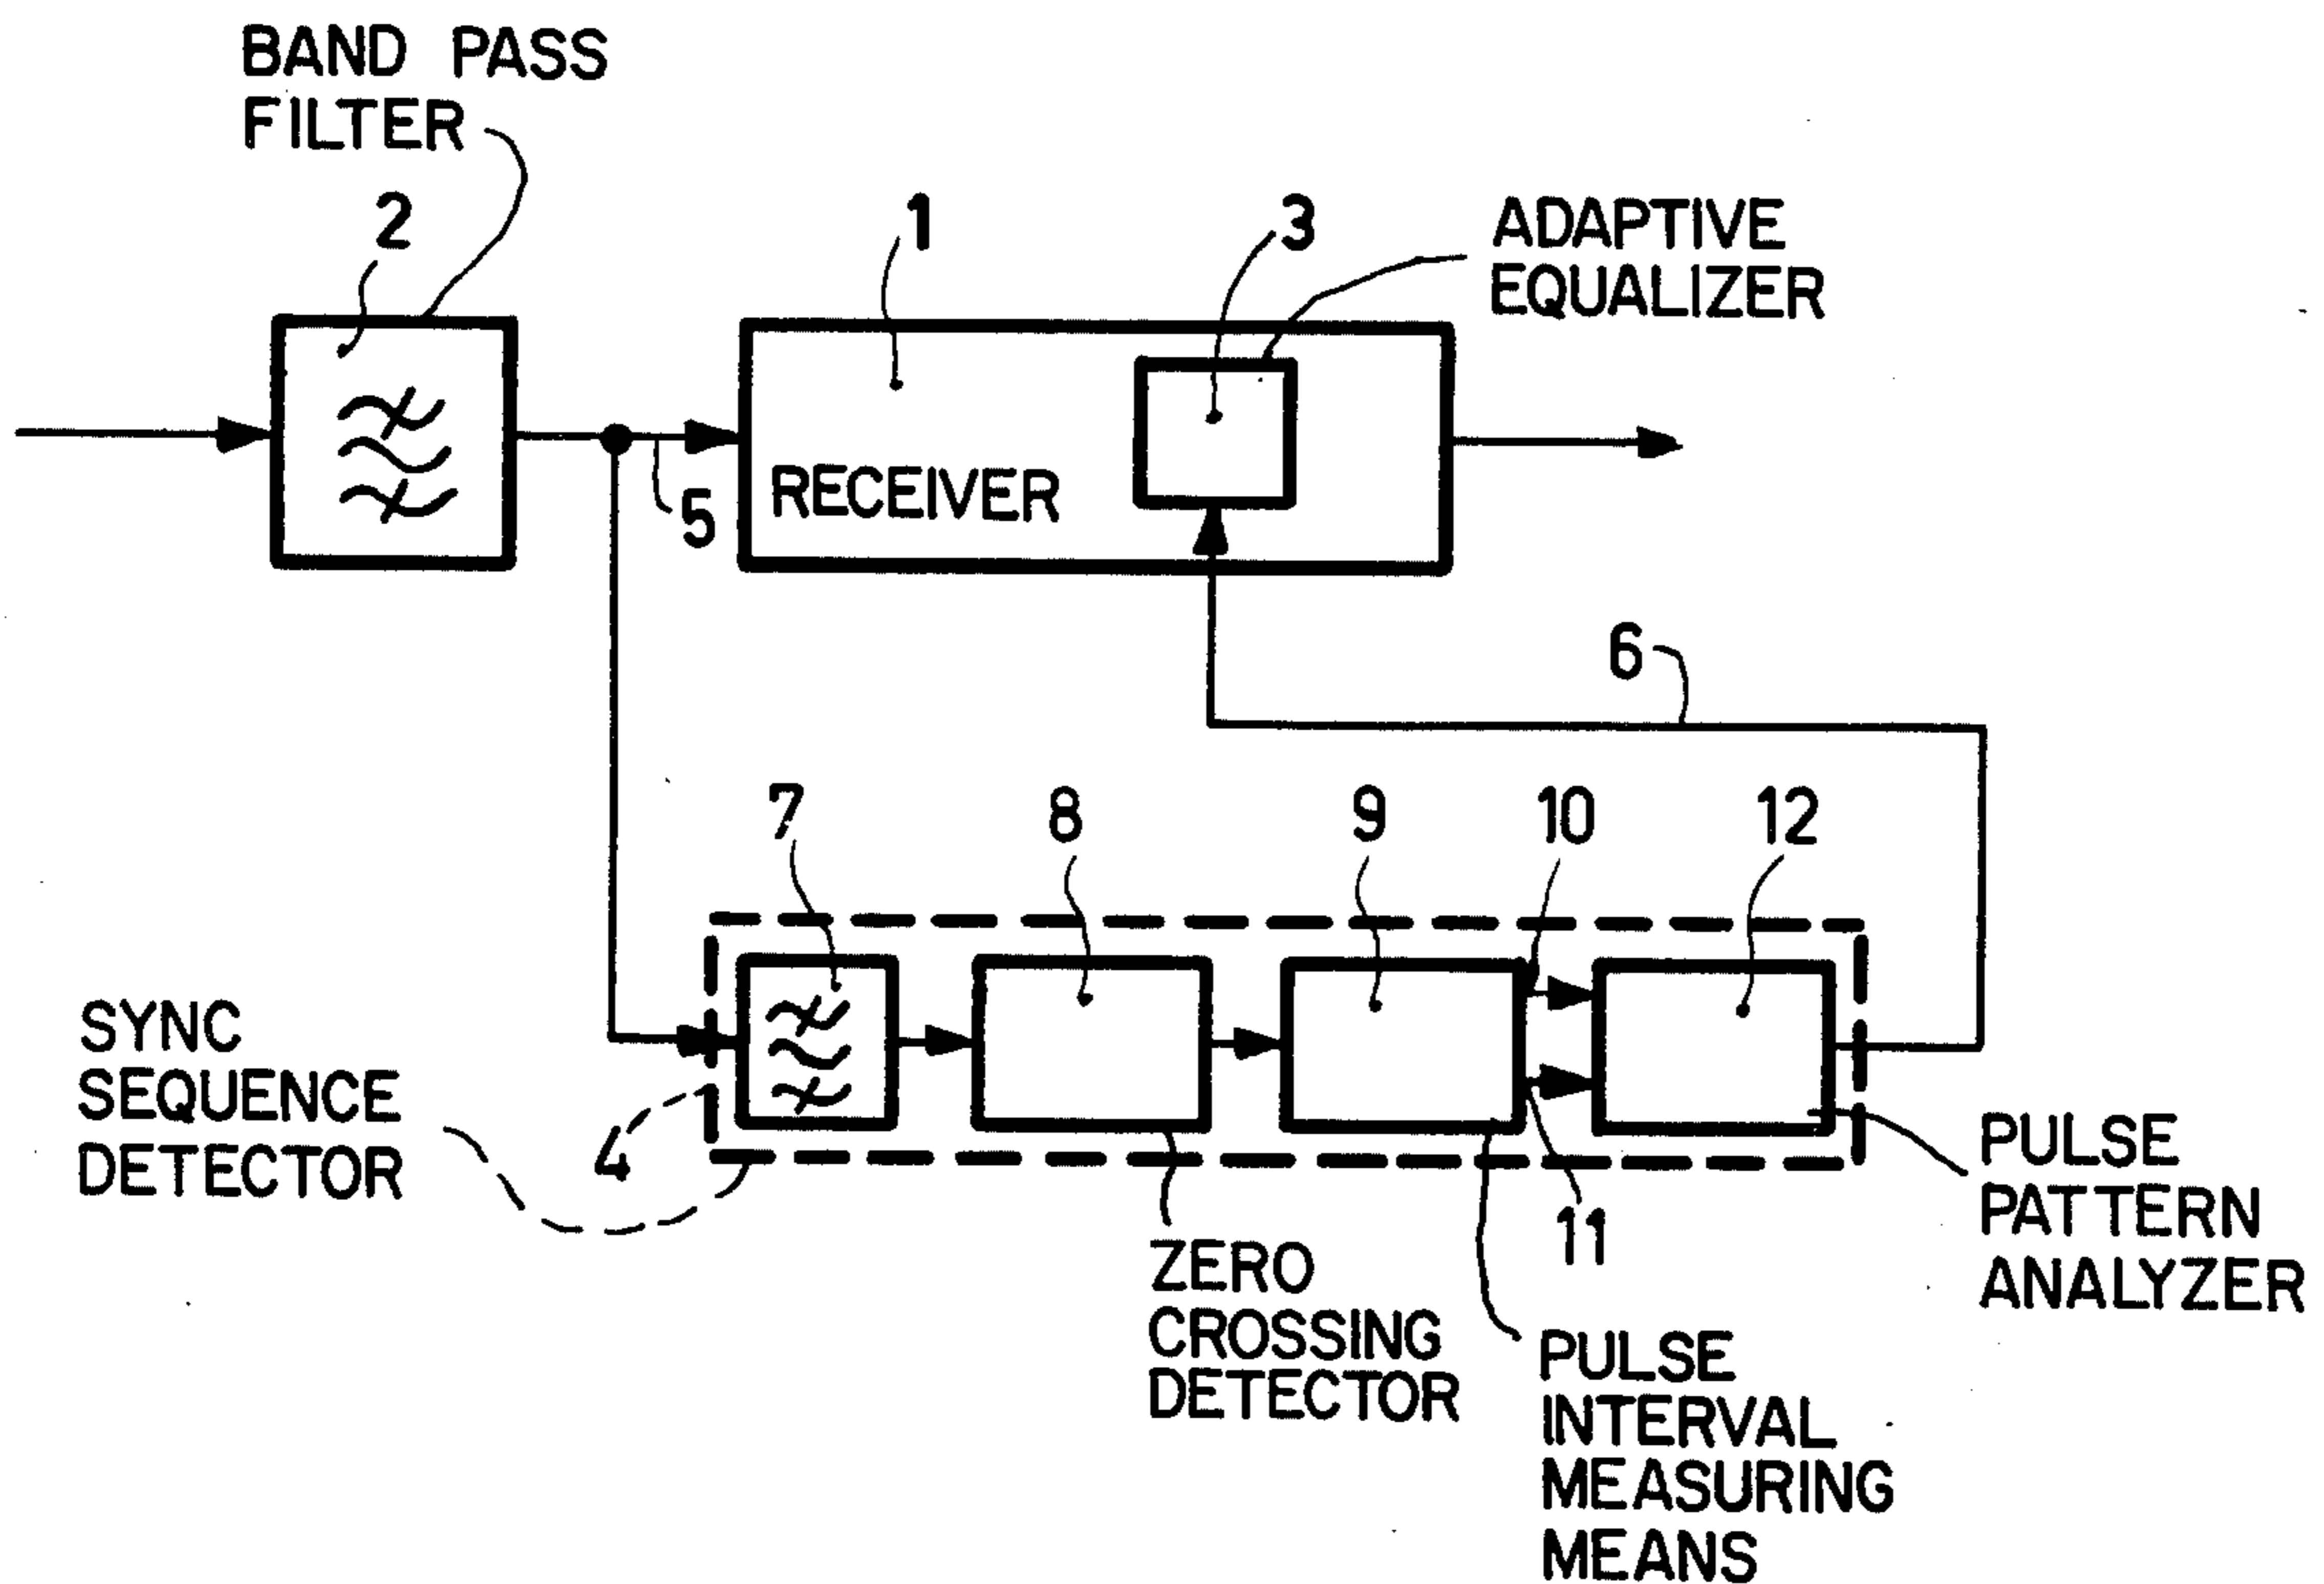 BAND PASS
FILTER
2
1
3
ADAPTIVE
EQUALIZER
5
RECEIVER
6
7
8
9
10
12
SYNC
SEQUENCE
DETECTOR
4
11
PULSE
PATTERN
ANALYZER
ZERO
CROSSING
DETECTOR
PULSE
INTERVAL
MEASURING
MEANS